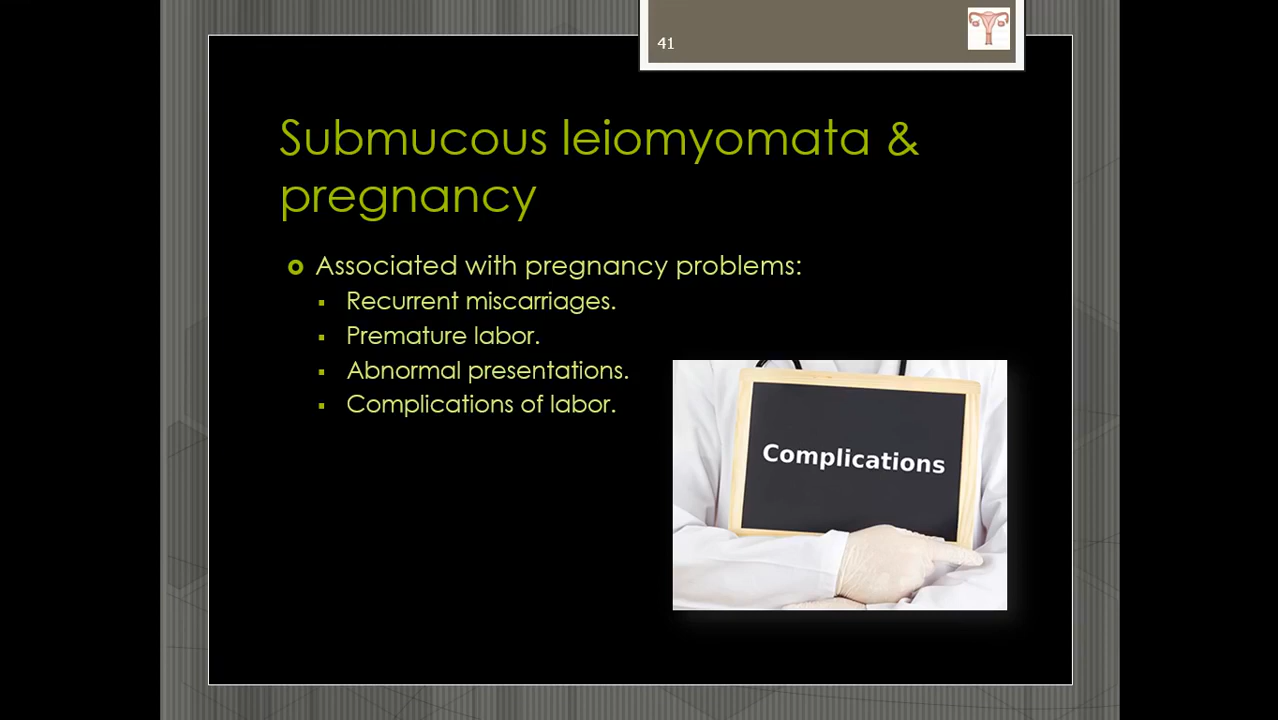 41
Submucous leiomyomata &
pregnancy
Associated with pregnancy problems:
Recurrent miscarriages.
Premature labor.
Abnormal presentations.
Complications of labor.
Complications